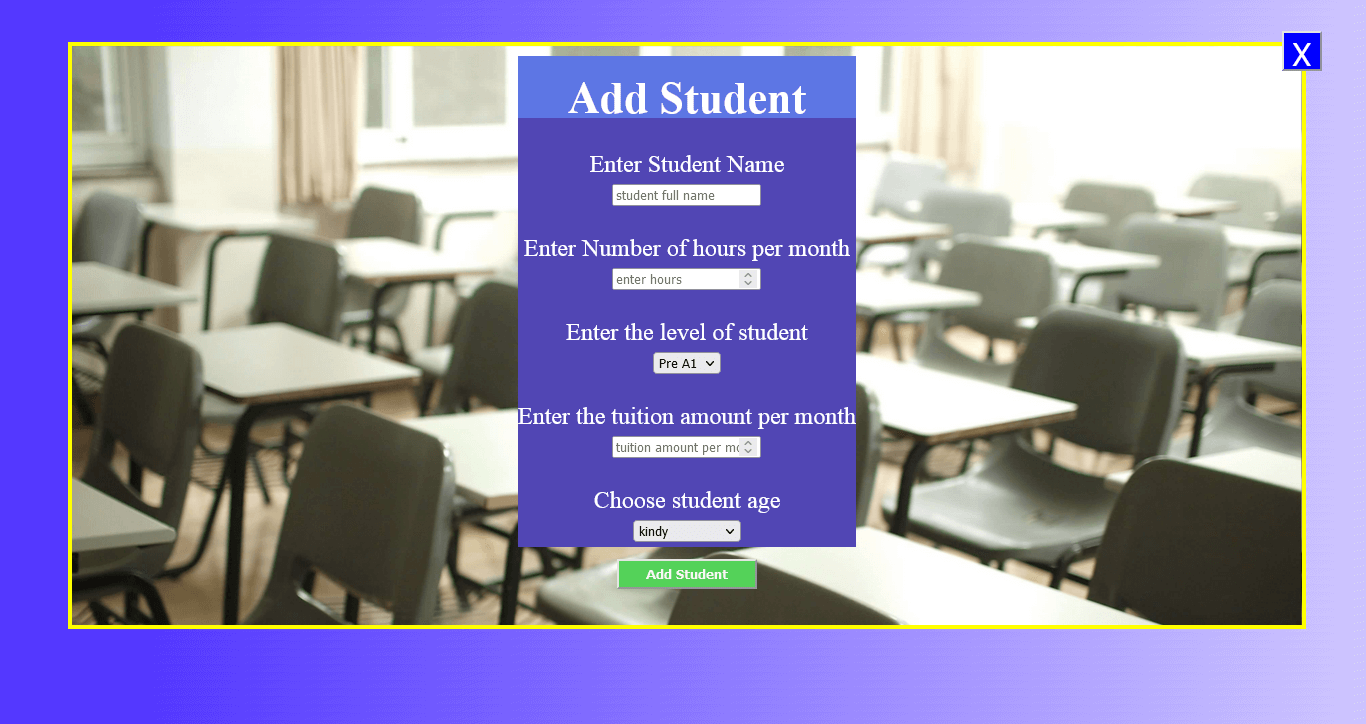 X
Add Student
Enter Student Name
student full name
Enter Number of hours per month
enter hours
Enter the level of student
Pre A1
Enter the tuition amount per month
tuition amount per mo
Choose student age
kindy
Add Student